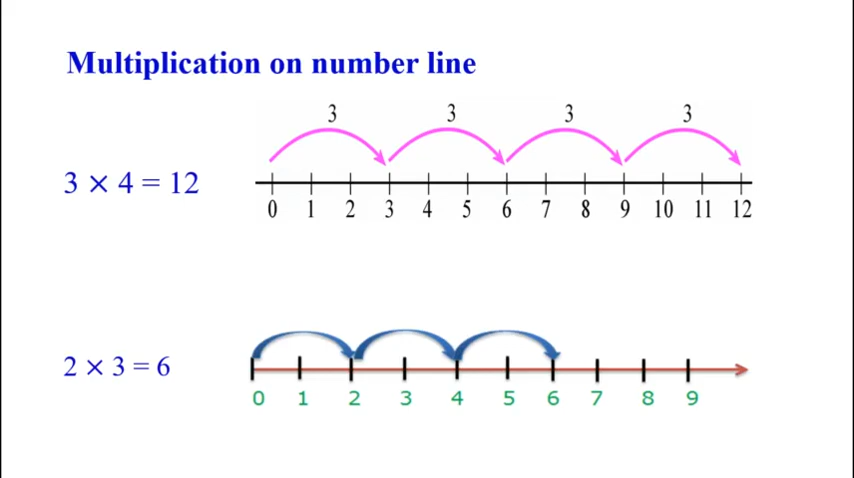 Multiplication on number line
3 3 3 3
3 × 4 = 12
0 1 2 3 4 5 6 7 8 9 10 11 12
2 × 3 = 6
0 1 2 3 4 5 6 7 8 9